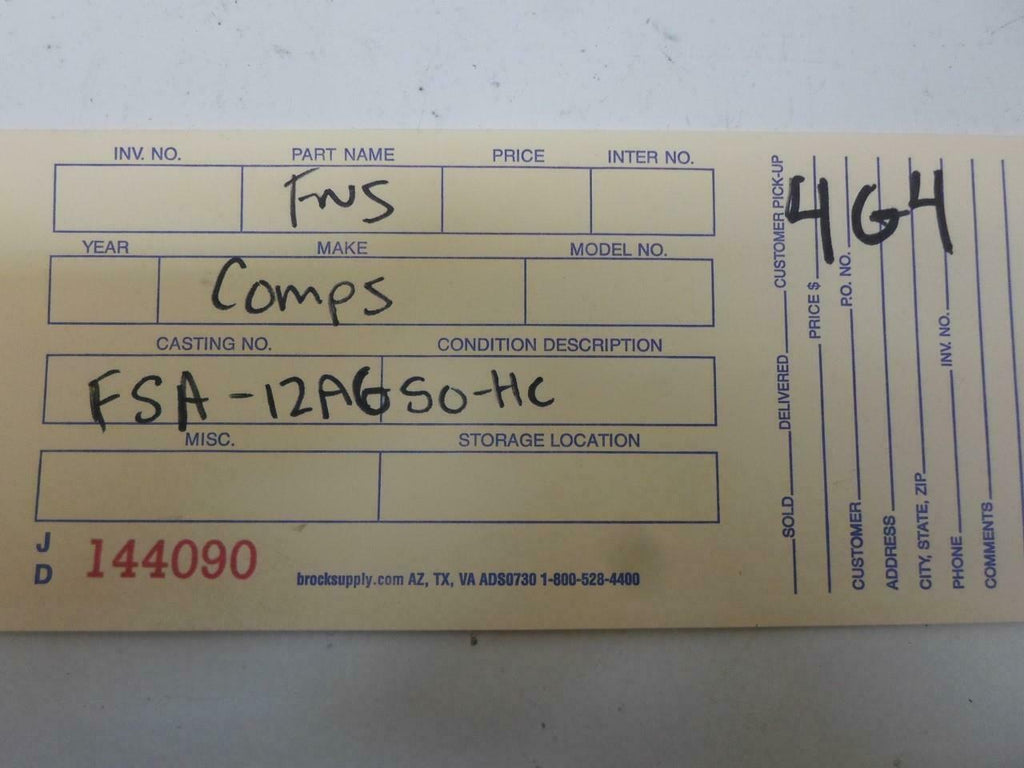 INV. NO. PART NAME PRICE INTER NO.
FNS
YEAR MAKE MODEL NO.
Comps
CASTING NO. CONDITION DESCRIPTION
FSA-12AGSO-HC
MISC. STORAGE LOCATION
J D 144090
brocksupply.com AZ, TX, VA ADS0730 1-800-528-4400
4G4
SOLD DELIVERED CUSTOMER PICK-UP
PRICE $
CUSTOMER P.O. NO.
ADDRESS
CITY, STATE, ZIP
PHONE INV. NO.
COMMENTS